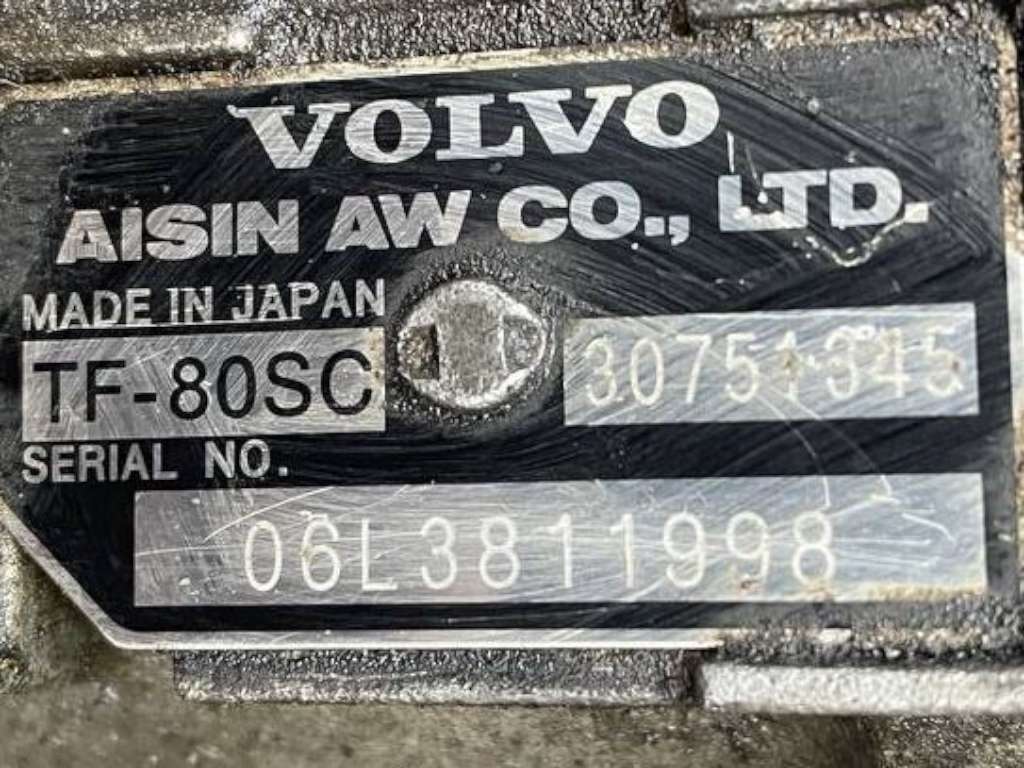 VOLVO
AISIN AW CO., LTD.
MADE IN JAPAN
TF-80SC 30751345
SERIAL NO.
06L3811998